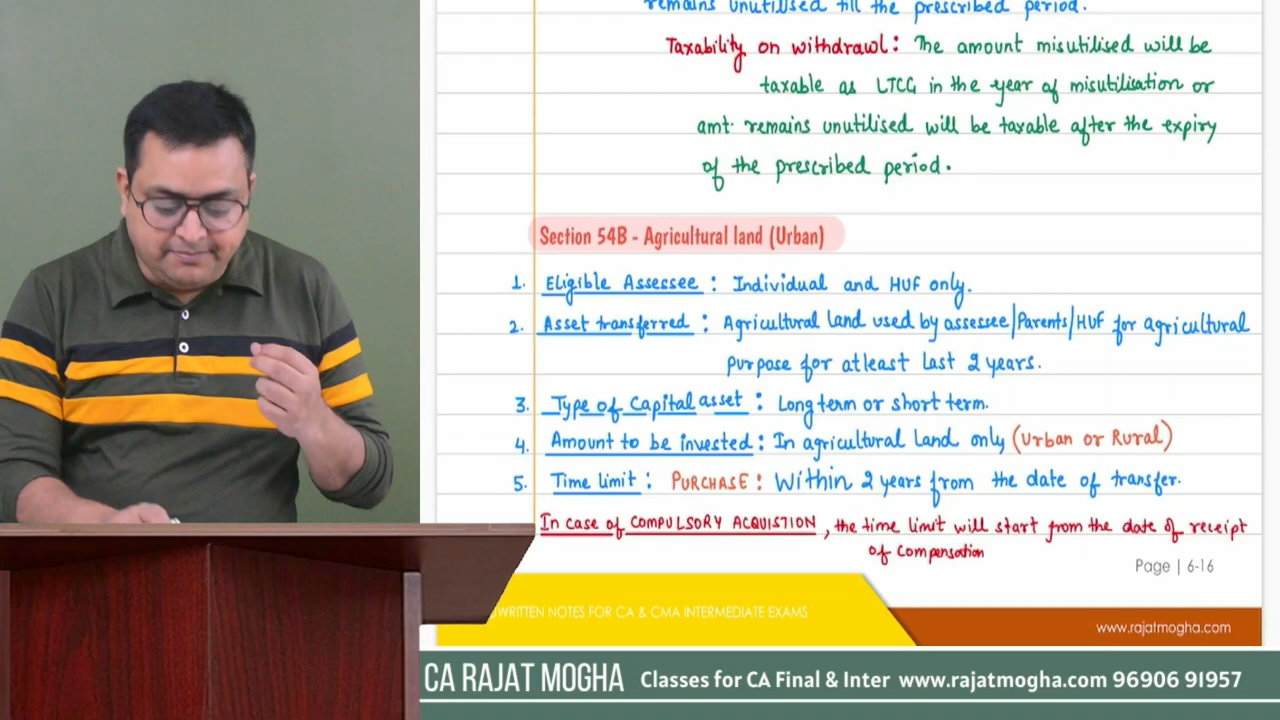 remains unutilised till the prescribed period.
Taxability on withdrawl : The amount misutilised will be
taxable as LTCG in the year of misutilisation or
amt. remains unutilised will be taxable after the expiry
of the prescribed period.
Section 54B - Agricultural land (Urban)
1. Eligible Assessee : Individual and HUF only.
2. Asset transferred : Agricultural land used by assessee/Parents/HUF for agricultural
purpose for atleast last 2 years.
3. Type of Capital asset : Long term or short term.
4. Amount to be invested : In agricultural land only (Urban or Rural)
5. Time limit : PURCHASE : Within 2 years from the date of transfer.
In case of COMPULSORY ACQUISTION, the time limit will start from the date of receipt
of compensation
Page | 6-16
WRITTEN NOTES FOR CA & CMA INTERMEDIATE EXAMS
www.rajatmogha.com
CA RAJAT MOGHA Classes for CA Final & Inter www.rajatmogha.com 96906 91957